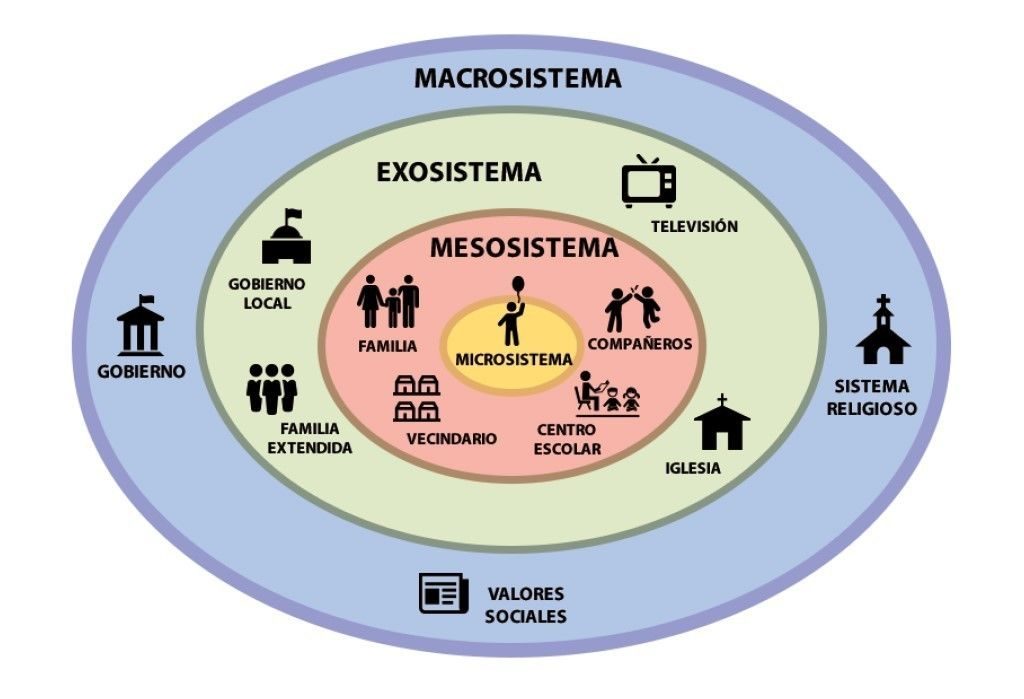 MACROSISTEMA
EXOSISTEMA
TELEVISIÓN
MESOSISTEMA
GOBIERNO
LOCAL
FAMILIA
COMPAÑEROS
MICROSISTEMA
GOBIERNO
SISTEMA
RELIGIOSO
FAMILIA
EXTENDIDA
VECINDARIO
CENTRO
ESCOLAR
IGLESIA
VALORES
SOCIALES